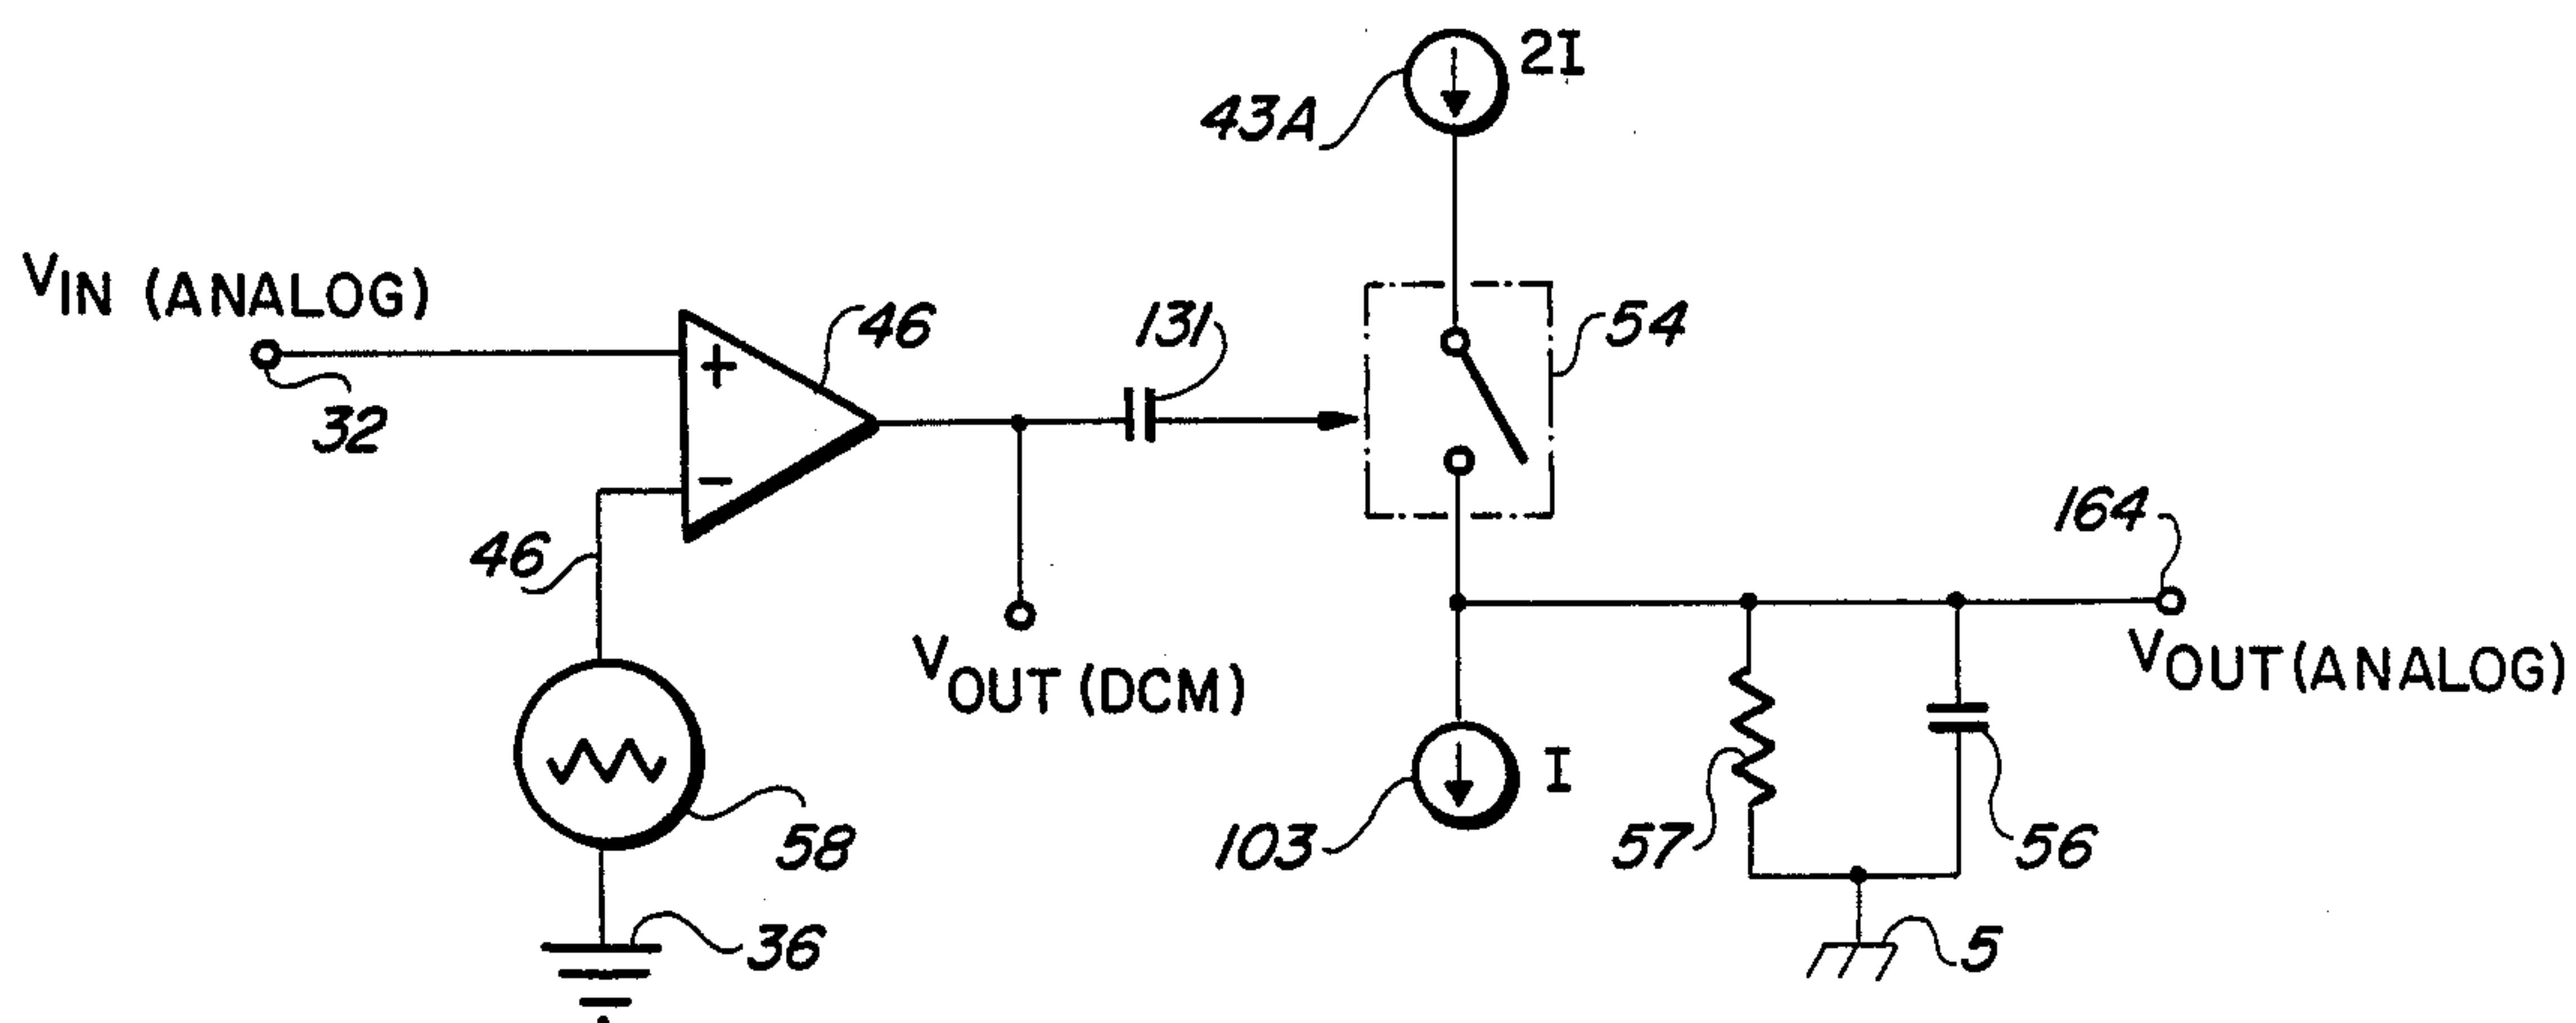 2I
43A
VIN (ANALOG)
32
+
46
131
54
−
46
164
VOUT (DCM)
VOUT (ANALOG)
58
103
I
57
56
36
5